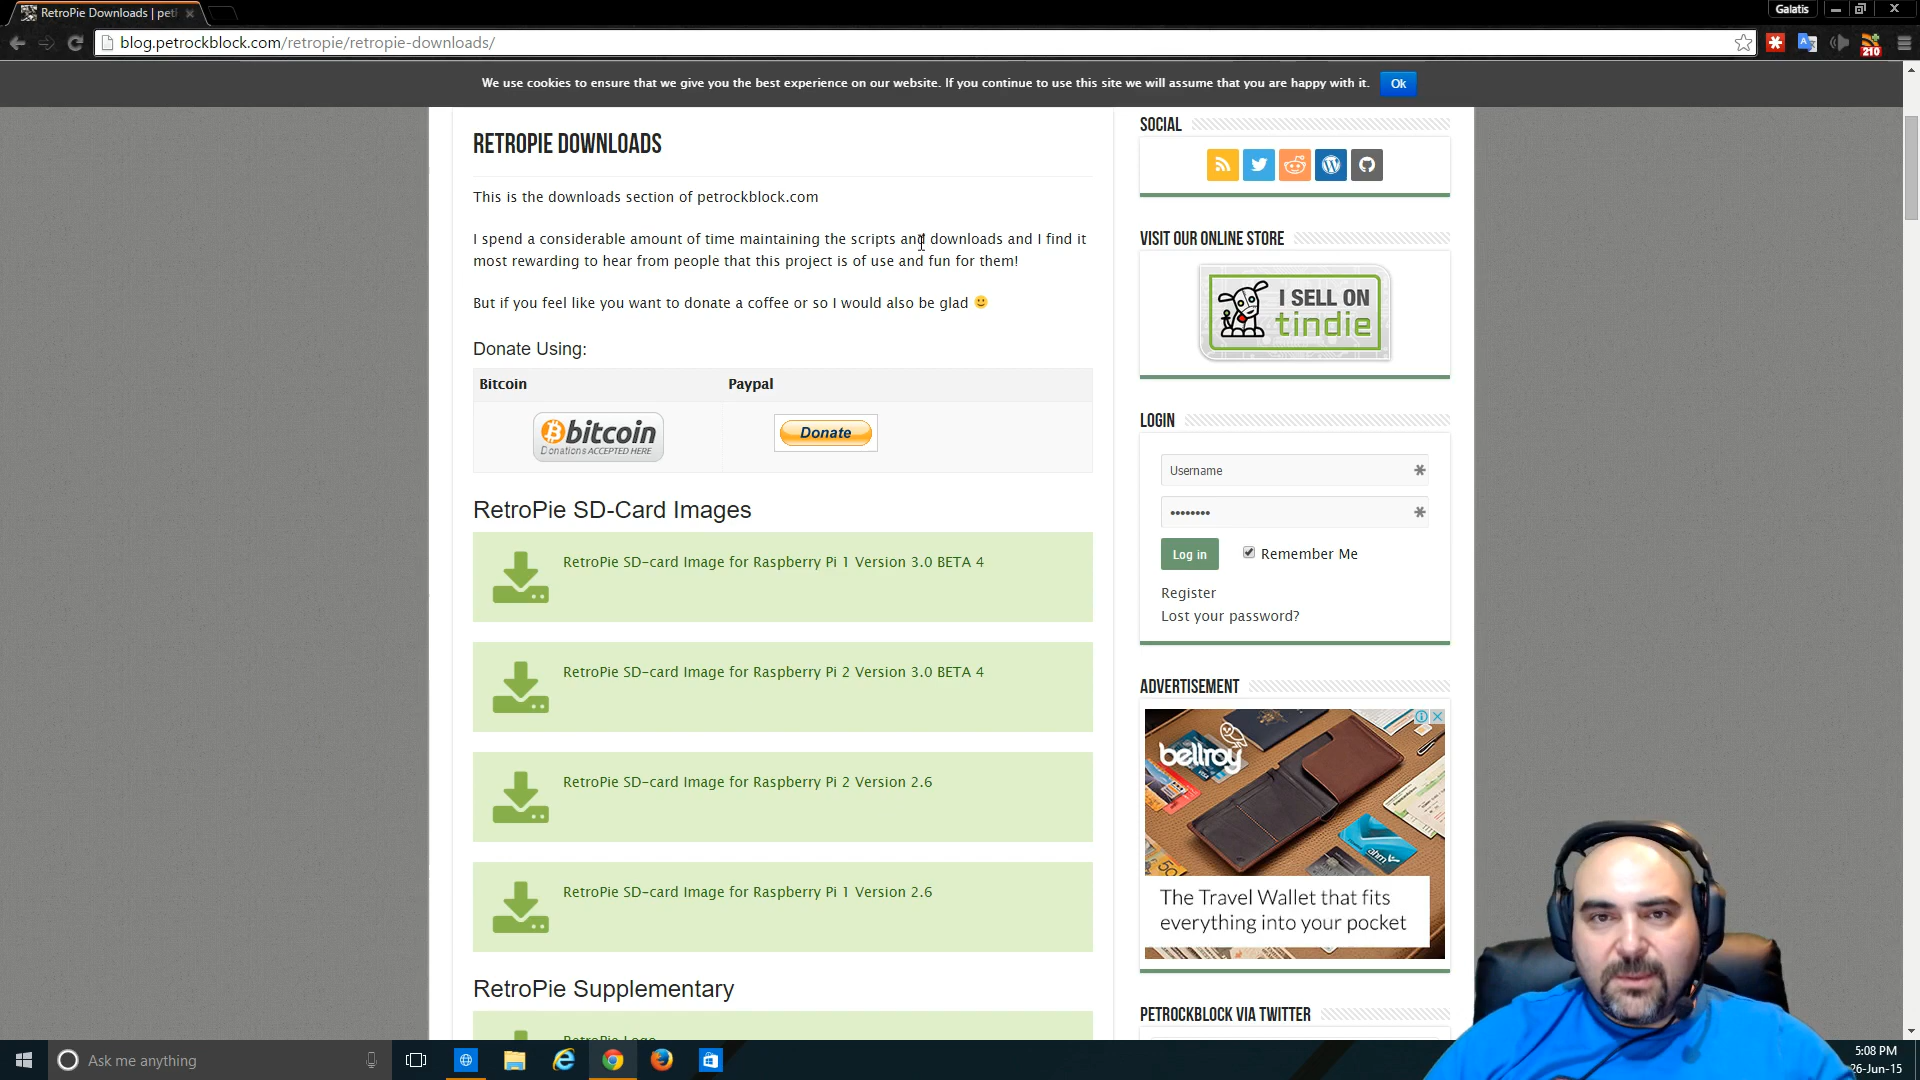 RetroPie Downloads | peti
Galatis
blog.petrockblock.com/retropie/retropie-downloads/
210
We use cookies to ensure that we give you the best experience on our website. If you continue to use this site we will assume that you are happy with it.
Ok
RETROPIE DOWNLOADS
This is the downloads section of petrockblock.com
I spend a considerable amount of time maintaining the scripts and downloads and I find it
most rewarding to hear from people that this project is of use and fun for them!
But if you feel like you want to donate a coffee or so I would also be glad
Donate Using:
Bitcoin
Paypal
bitcoin
Donations ACCEPTED HERE
Donate
RetroPie SD-Card Images
RetroPie SD-card Image for Raspberry Pi 1 Version 3.0 BETA 4
RetroPie SD-card Image for Raspberry Pi 2 Version 3.0 BETA 4
RetroPie SD-card Image for Raspberry Pi 2 Version 2.6
RetroPie SD-card Image for Raspberry Pi 1 Version 2.6
RetroPie Supplementary
RetroPie Logo
SOCIAL
VISIT OUR ONLINE STORE
I SELL ON
tindie
LOGIN
Username
••••••••
Log in
Remember Me
Register
Lost your password?
ADVERTISEMENT
bellroy
The Travel Wallet that fits
everything into your pocket
PETROCKBLOCK VIA TWITTER
Ask me anything
5:08 PM
26-Jun-15